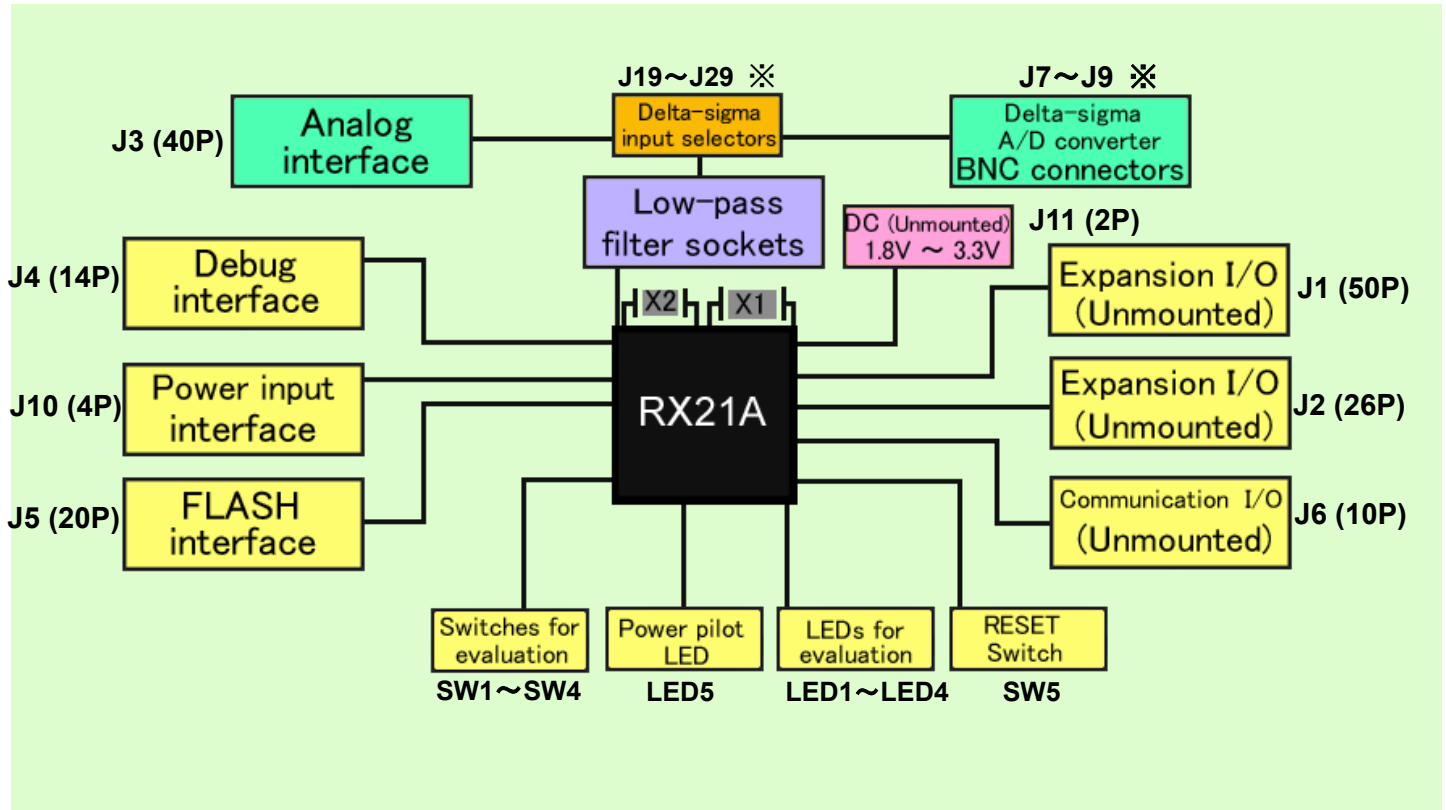 J19～J29 ※
J7～J9 ※
J3 (40P)
Analog
interface
Delta-sigma
input selectors
Delta-sigma
A/D converter
BNC connectors
Low-pass
filter sockets
DC (Unmounted)
1.8V ～ 3.3V
J11 (2P)
J4 (14P)
Debug
interface
Expansion I/O
(Unmounted)
J1 (50P)
X2
X1
J10 (4P)
Power input
interface
RX21A
Expansion I/O
(Unmounted)
J2 (26P)
J5 (20P)
FLASH
interface
Communication I/O
(Unmounted)
J6 (10P)
Switches for
evaluation
Power pilot
LED
LEDs for
evaluation
RESET
Switch
SW1～SW4
LED5
LED1～LED4
SW5